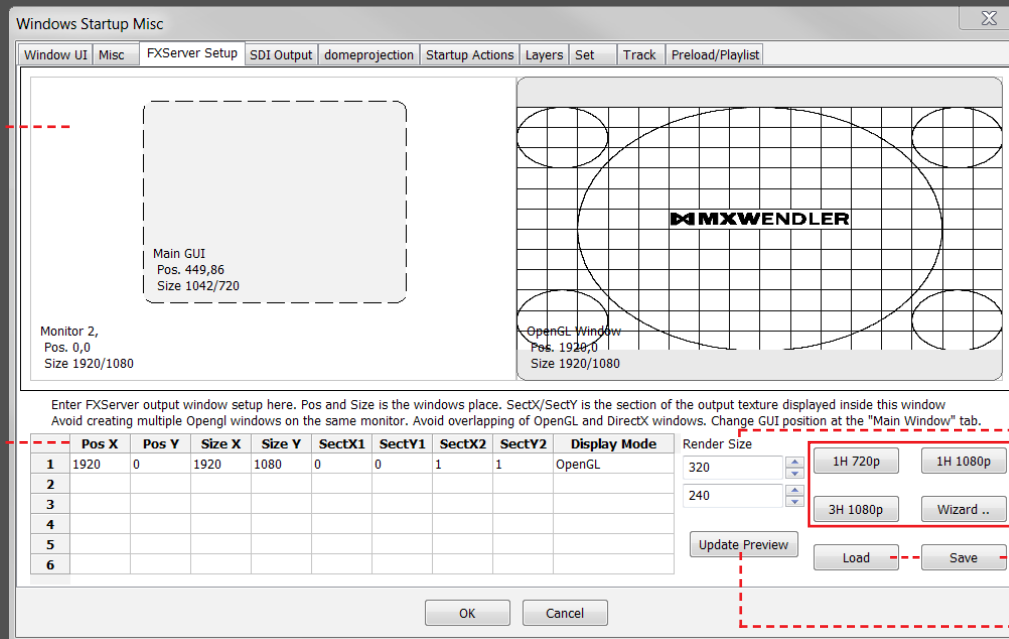 Windows Startup Misc
Window UI Misc FXServer Setup SDI Output domeprojection Startup Actions Layers Set Track Preload/Playlist
Main GUI
Pos. 449,86
Size 1042/720
Monitor 2,
Pos. 0,0
Size 1920/1080
MXWENDLER
OpenGL Window
Pos. 1920,0
Size 1920/1080
Enter FXServer output window setup here. Pos and Size is the windows place. SectX/SectY is the section of the output texture displayed inside this window
Avoid creating multiple Opengl windows on the same monitor. Avoid overlapping of OpenGL and DirectX windows. Change GUI position at the "Main Window" tab.
Pos X Pos Y Size X Size Y SectX1 SectY1 SectX2 SectY2 Display Mode
1 1920 0 1920 1080 0 0 1 1 OpenGL
2
3
4
5
6
Render Size
320
240
Update Preview
1H 720p 1H 1080p
3H 1080p Wizard ..
Load Save
OK Cancel